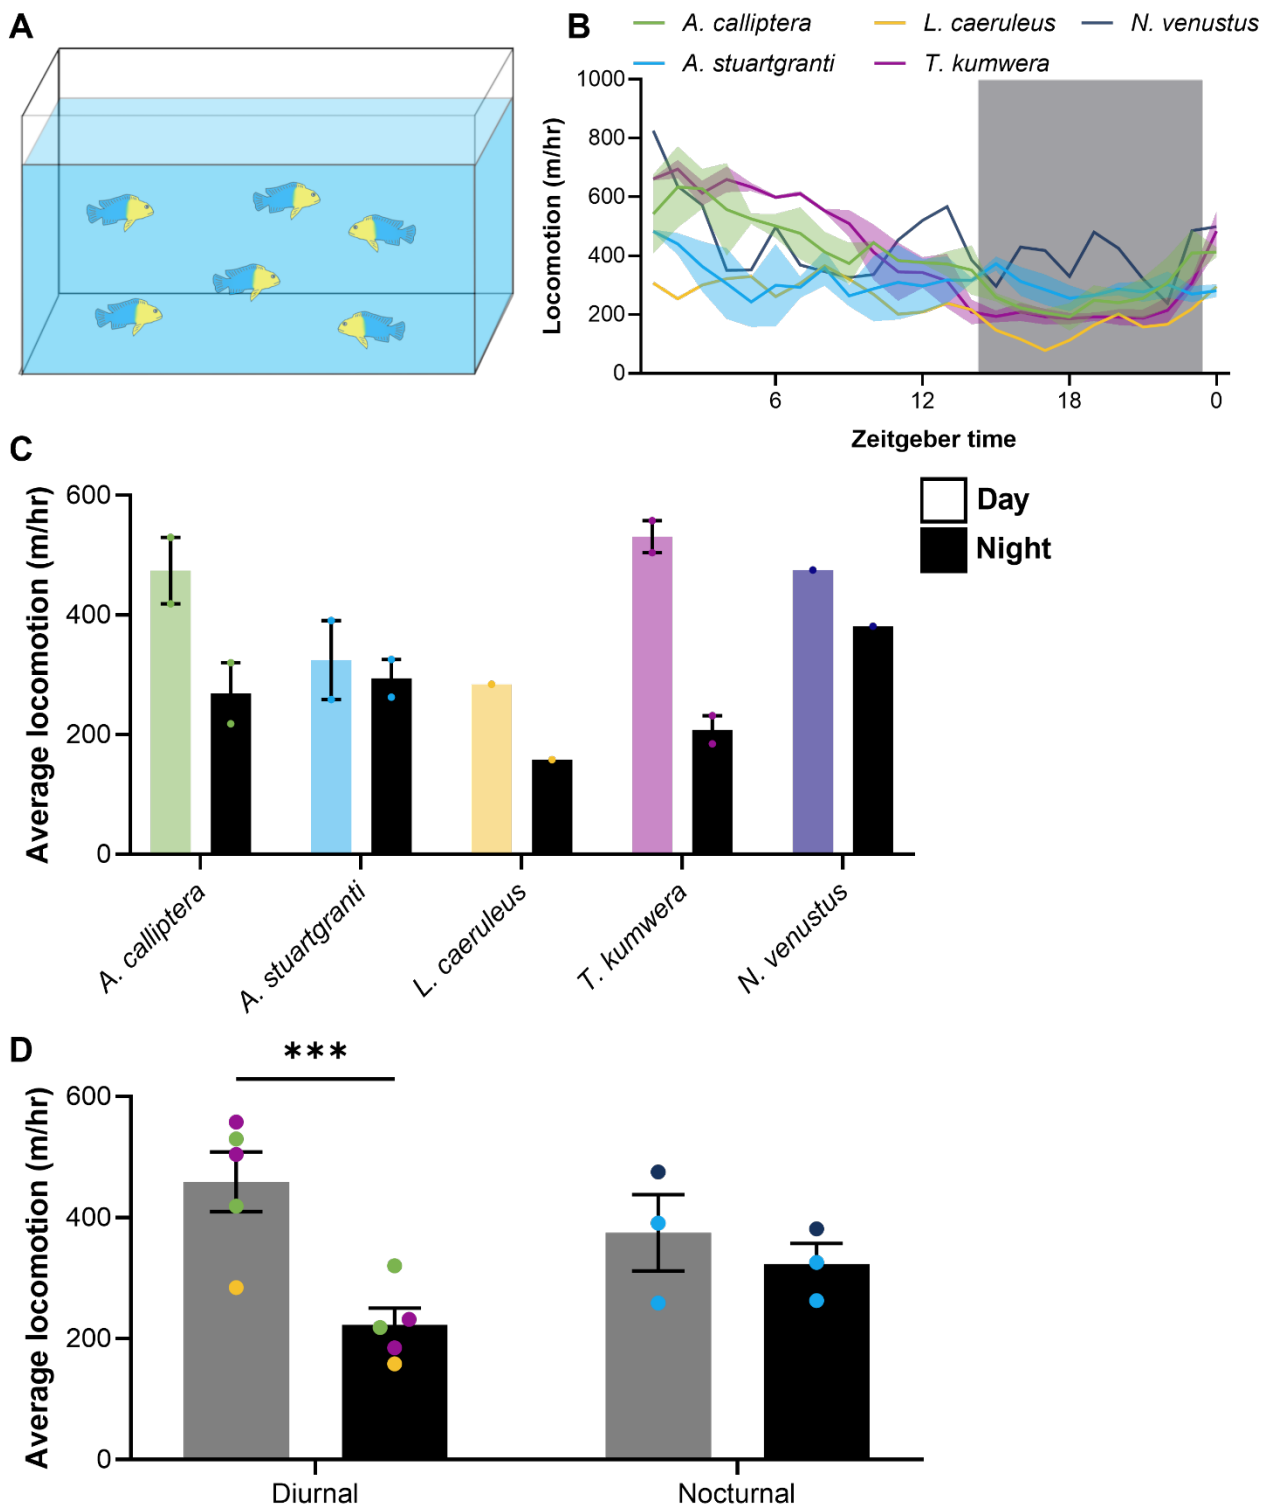 A
B
A. calliptera
L. caeruleus
N. venustus
A. stuartgranti
T. kumwera
1000
800
600
400
200
0
Locomotion (m/hr)
6
12
18
0
Zeitgeber time
C
600
400
200
0
Average locomotion (m/hr)
Day
Night
A. calliptera
A. stuartgranti
L. caeruleus
T. kumwera
N. venustus
D
***
600
400
200
0
Average locomotion (m/hr)
Diurnal
Nocturnal